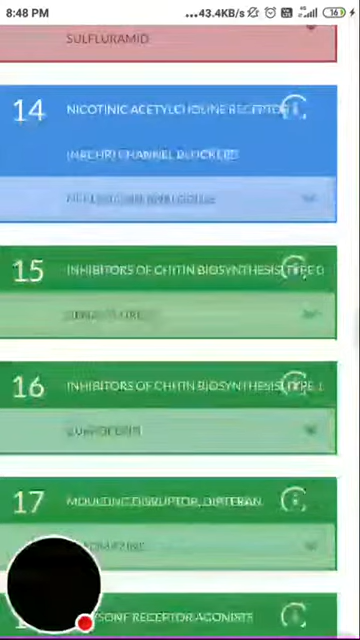 8:48 PM
...43.4KB/s
16
SULFLURAMID
14
NICOTINIC ACETYLCHOLINE RECEPTOR
(NACHR) CHANNEL BLOCKERS
15
INHIBITORS OF CHITIN BIOSYNTHESIS, TYPE 0
16
INHIBITORS OF CHITIN BIOSYNTHESIS, TYPE 1
BUPROFEZIN
17
MOULTING DISRUPTOR, DIPTERAN
RECEPTOR AGONISTS